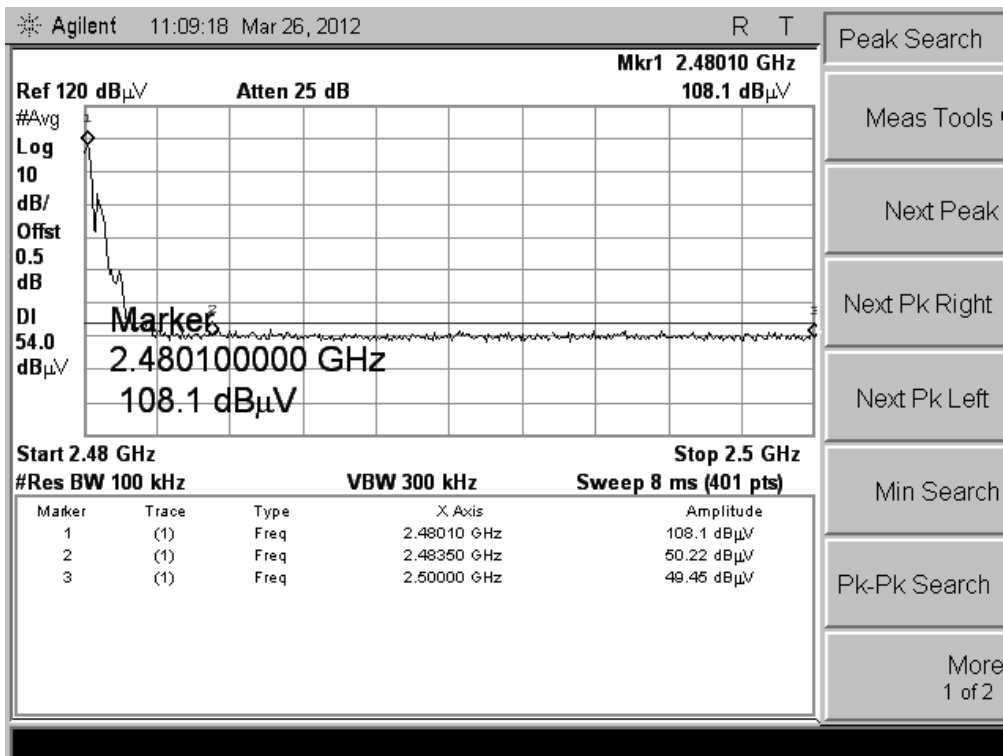 Agilent 11:09:18 Mar 26, 2012 R T
Mkr1 2.48010 GHz
Ref 120 dBμV Atten 25 dB 108.1 dBμV
#Avg
Log
10
dB/
Offst
0.5
dB
DI
54.0
dBμV
1
2
3
Marker
2.480100000 GHz
108.1 dBμV
Start 2.48 GHz Stop 2.5 GHz
#Res BW 100 kHz VBW 300 kHz Sweep 8 ms (401 pts)
Marker Trace Type X Axis Amplitude
1 (1) Freq 2.48010 GHz 108.1 dBμV
2 (1) Freq 2.48350 GHz 50.22 dBμV
3 (1) Freq 2.50000 GHz 49.45 dBμV
Peak Search
Meas Tools
Next Peak
Next Pk Right
Next Pk Left
Min Search
Pk-Pk Search
More
1 of 2